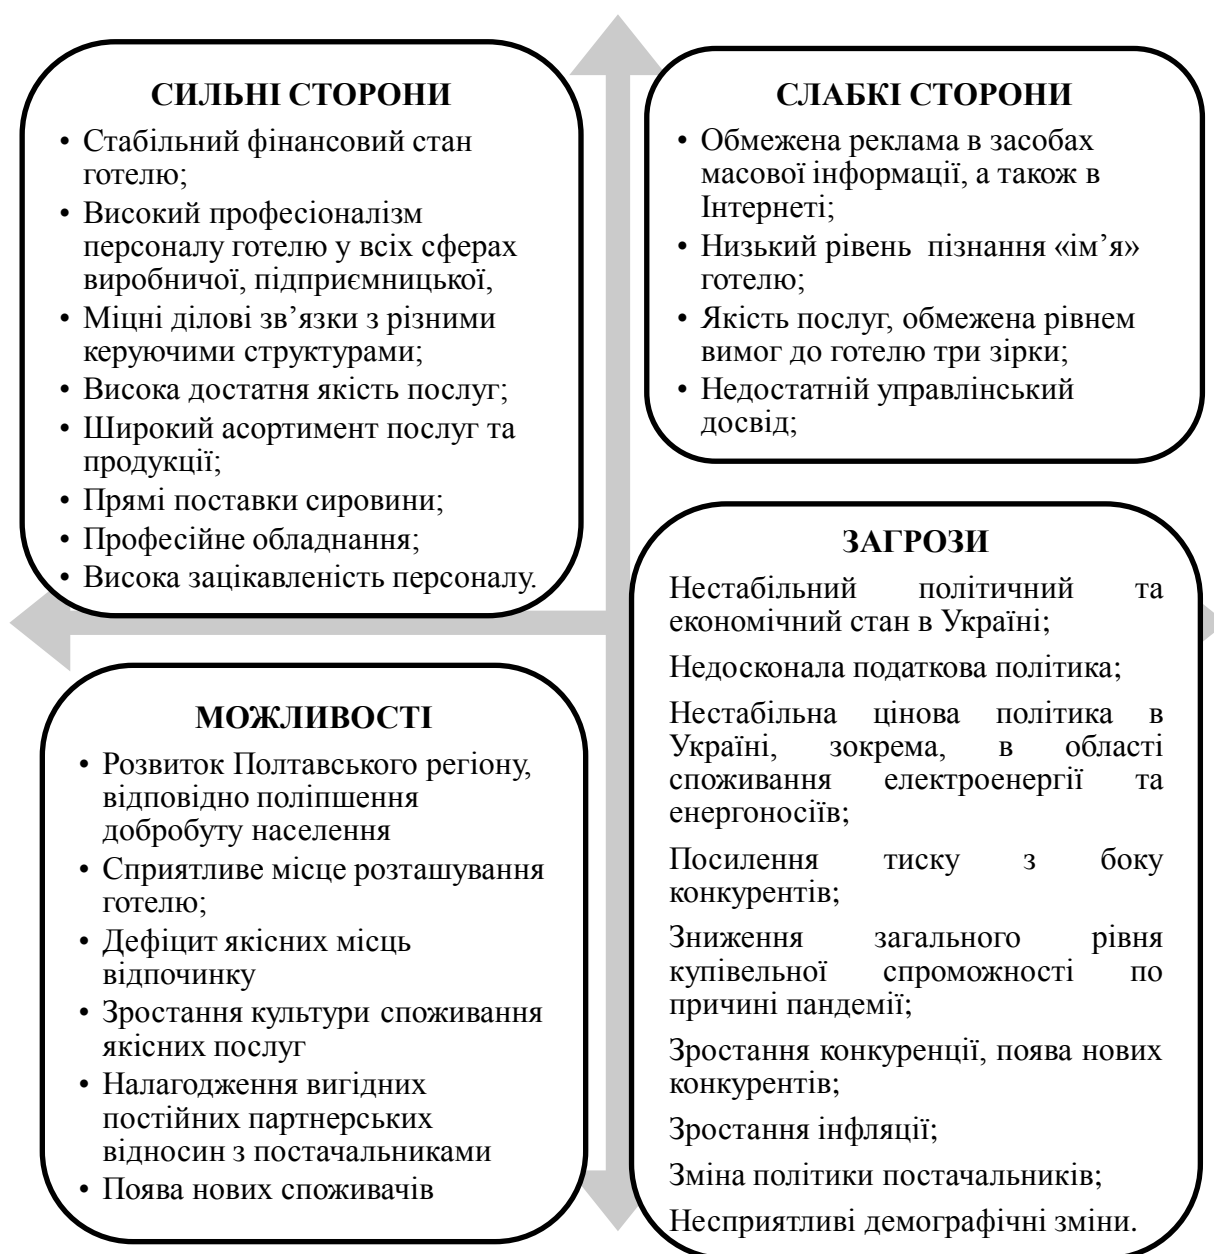 СИЛЬНІ СТОРОНИ
• Стабільний фінансовий стан
готелю;
• Високий професіоналізм
персоналу готелю у всіх сферах
виробничої, підприємницької,
• Міцні ділові зв’язки з різними
керуючими структурами;
• Висока достатня якість послуг;
• Широкий асортимент послуг та
продукції;
• Прямі поставки сировини;
• Професійне обладнання;
• Висока зацікавленість персоналу.
СЛАБКІ СТОРОНИ
• Обмежена реклама в засобах
масової інформації, а також в
Інтернеті;
• Низький рівень пізнання «ім’я»
готелю;
• Якість послуг, обмежена рівнем
вимог до готелю три зірки;
• Недостатній управлінський
досвід;
МОЖЛИВОСТІ
• Розвиток Полтавського регіону,
відповідно поліпшення
добробуту населення
• Сприятливе місце розташування
готелю;
• Дефіцит якісних місць
відпочинку
• Зростання культури споживання
якісних послуг
• Налагодження вигідних
постійних партнерських
відносин з постачальниками
• Поява нових споживачів
ЗАГРОЗИ
Нестабільний політичний та
економічний стан в Україні;
Недосконала податкова політика;
Нестабільна цінова політика в
Україні, зокрема, в області
споживання електроенергії та
енергоносіїв;
Посилення тиску з боку
конкурентів;
Зниження загального рівня
купівельної спроможності по
причині пандемії;
Зростання конкуренції, поява нових
конкурентів;
Зростання інфляції;
Зміна політики постачальників;
Несприятливі демографічні зміни.